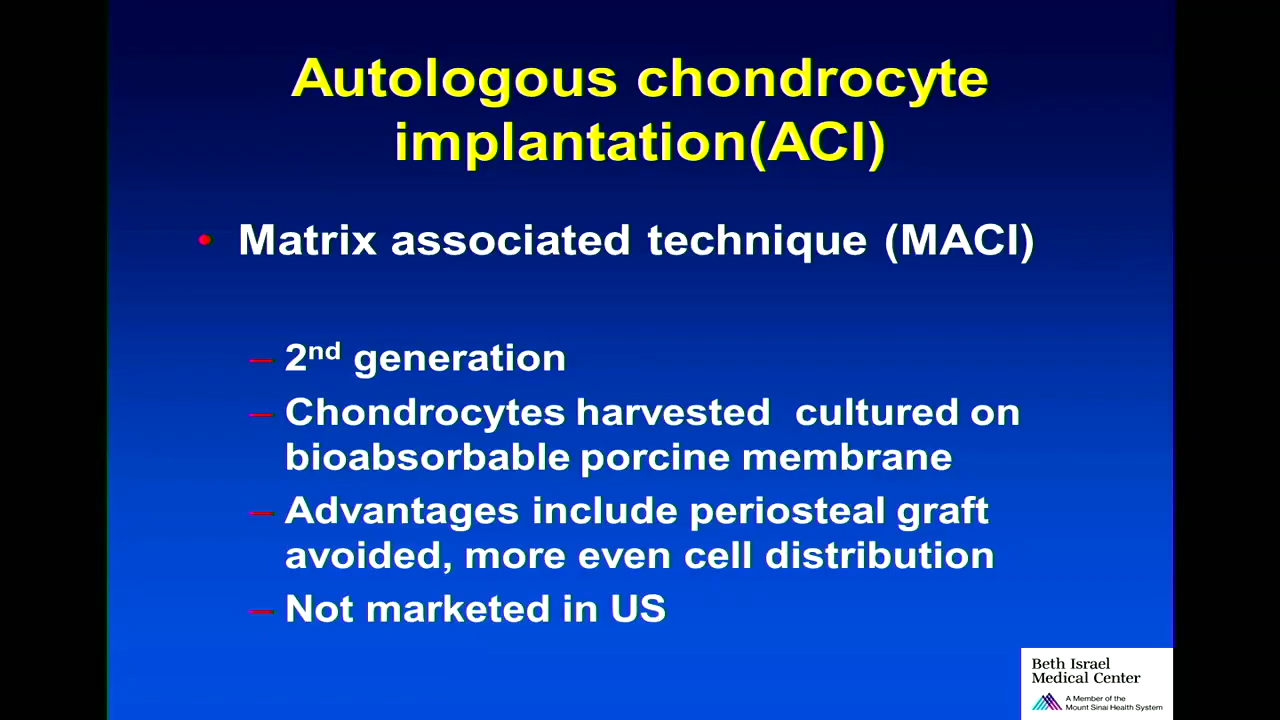 Autologous chondrocyte
implantation(ACI)
• Matrix associated technique (MACI)
– 2nd generation
– Chondrocytes harvested cultured on
bioabsorbable porcine membrane
– Advantages include periosteal graft
avoided, more even cell distribution
– Not marketed in US
Beth Israel
Medical Center
A Member of the
Mount Sinai Health System